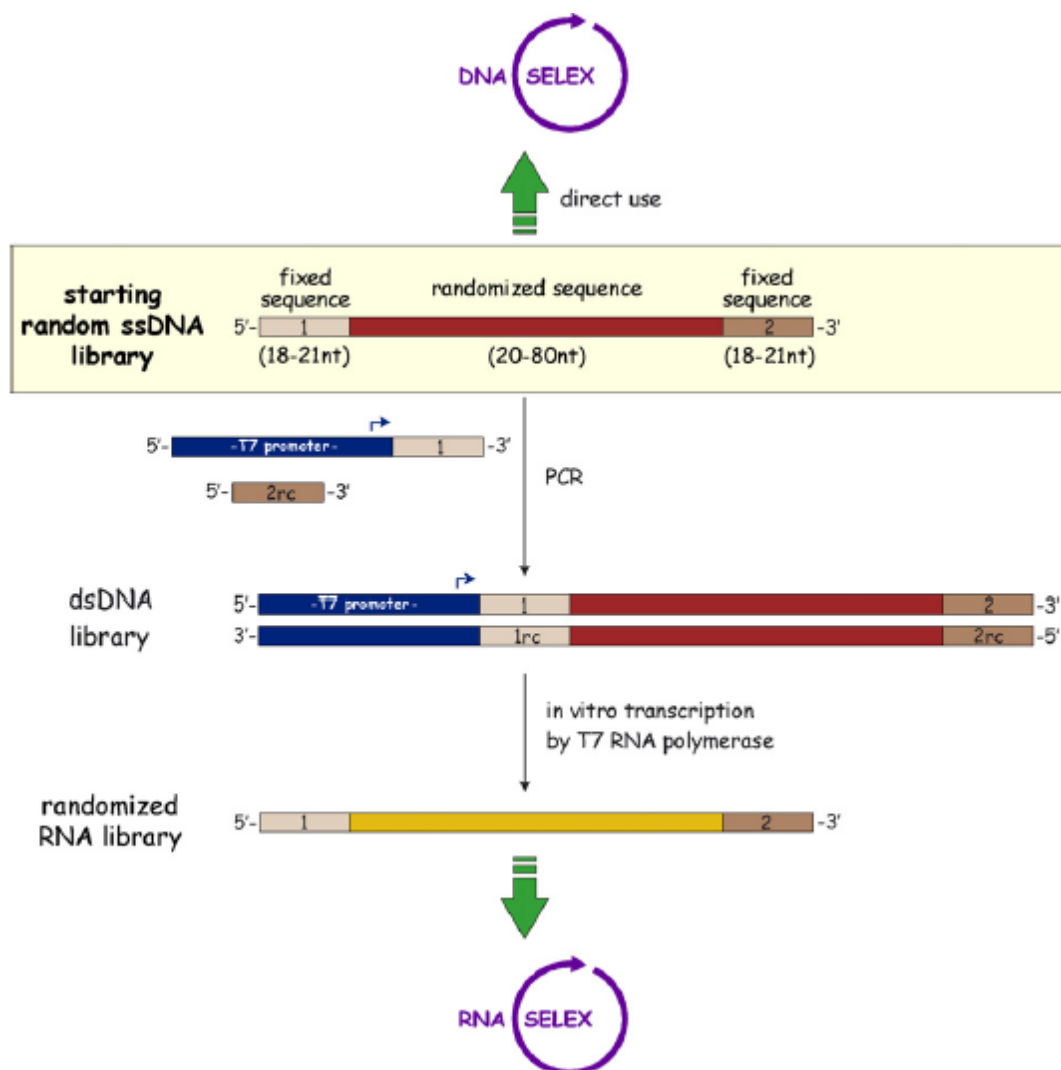 DNA SELEX
direct use
starting
random ssDNA
library
fixed
sequence
randomized sequence
fixed
sequence
5'- 1 2 -3'
(18-21nt) (20-80nt) (18-21nt)
5'- -T7 promoter- 1 -3'
5'- 2rc -3'
PCR
dsDNA
library
5'- -T7 promoter- 1 2 -3'
3'- 1rc 2rc -5'
in vitro transcription
by T7 RNA polymerase
randomized
RNA library
5'- 1 2 -3'
RNA SELEX